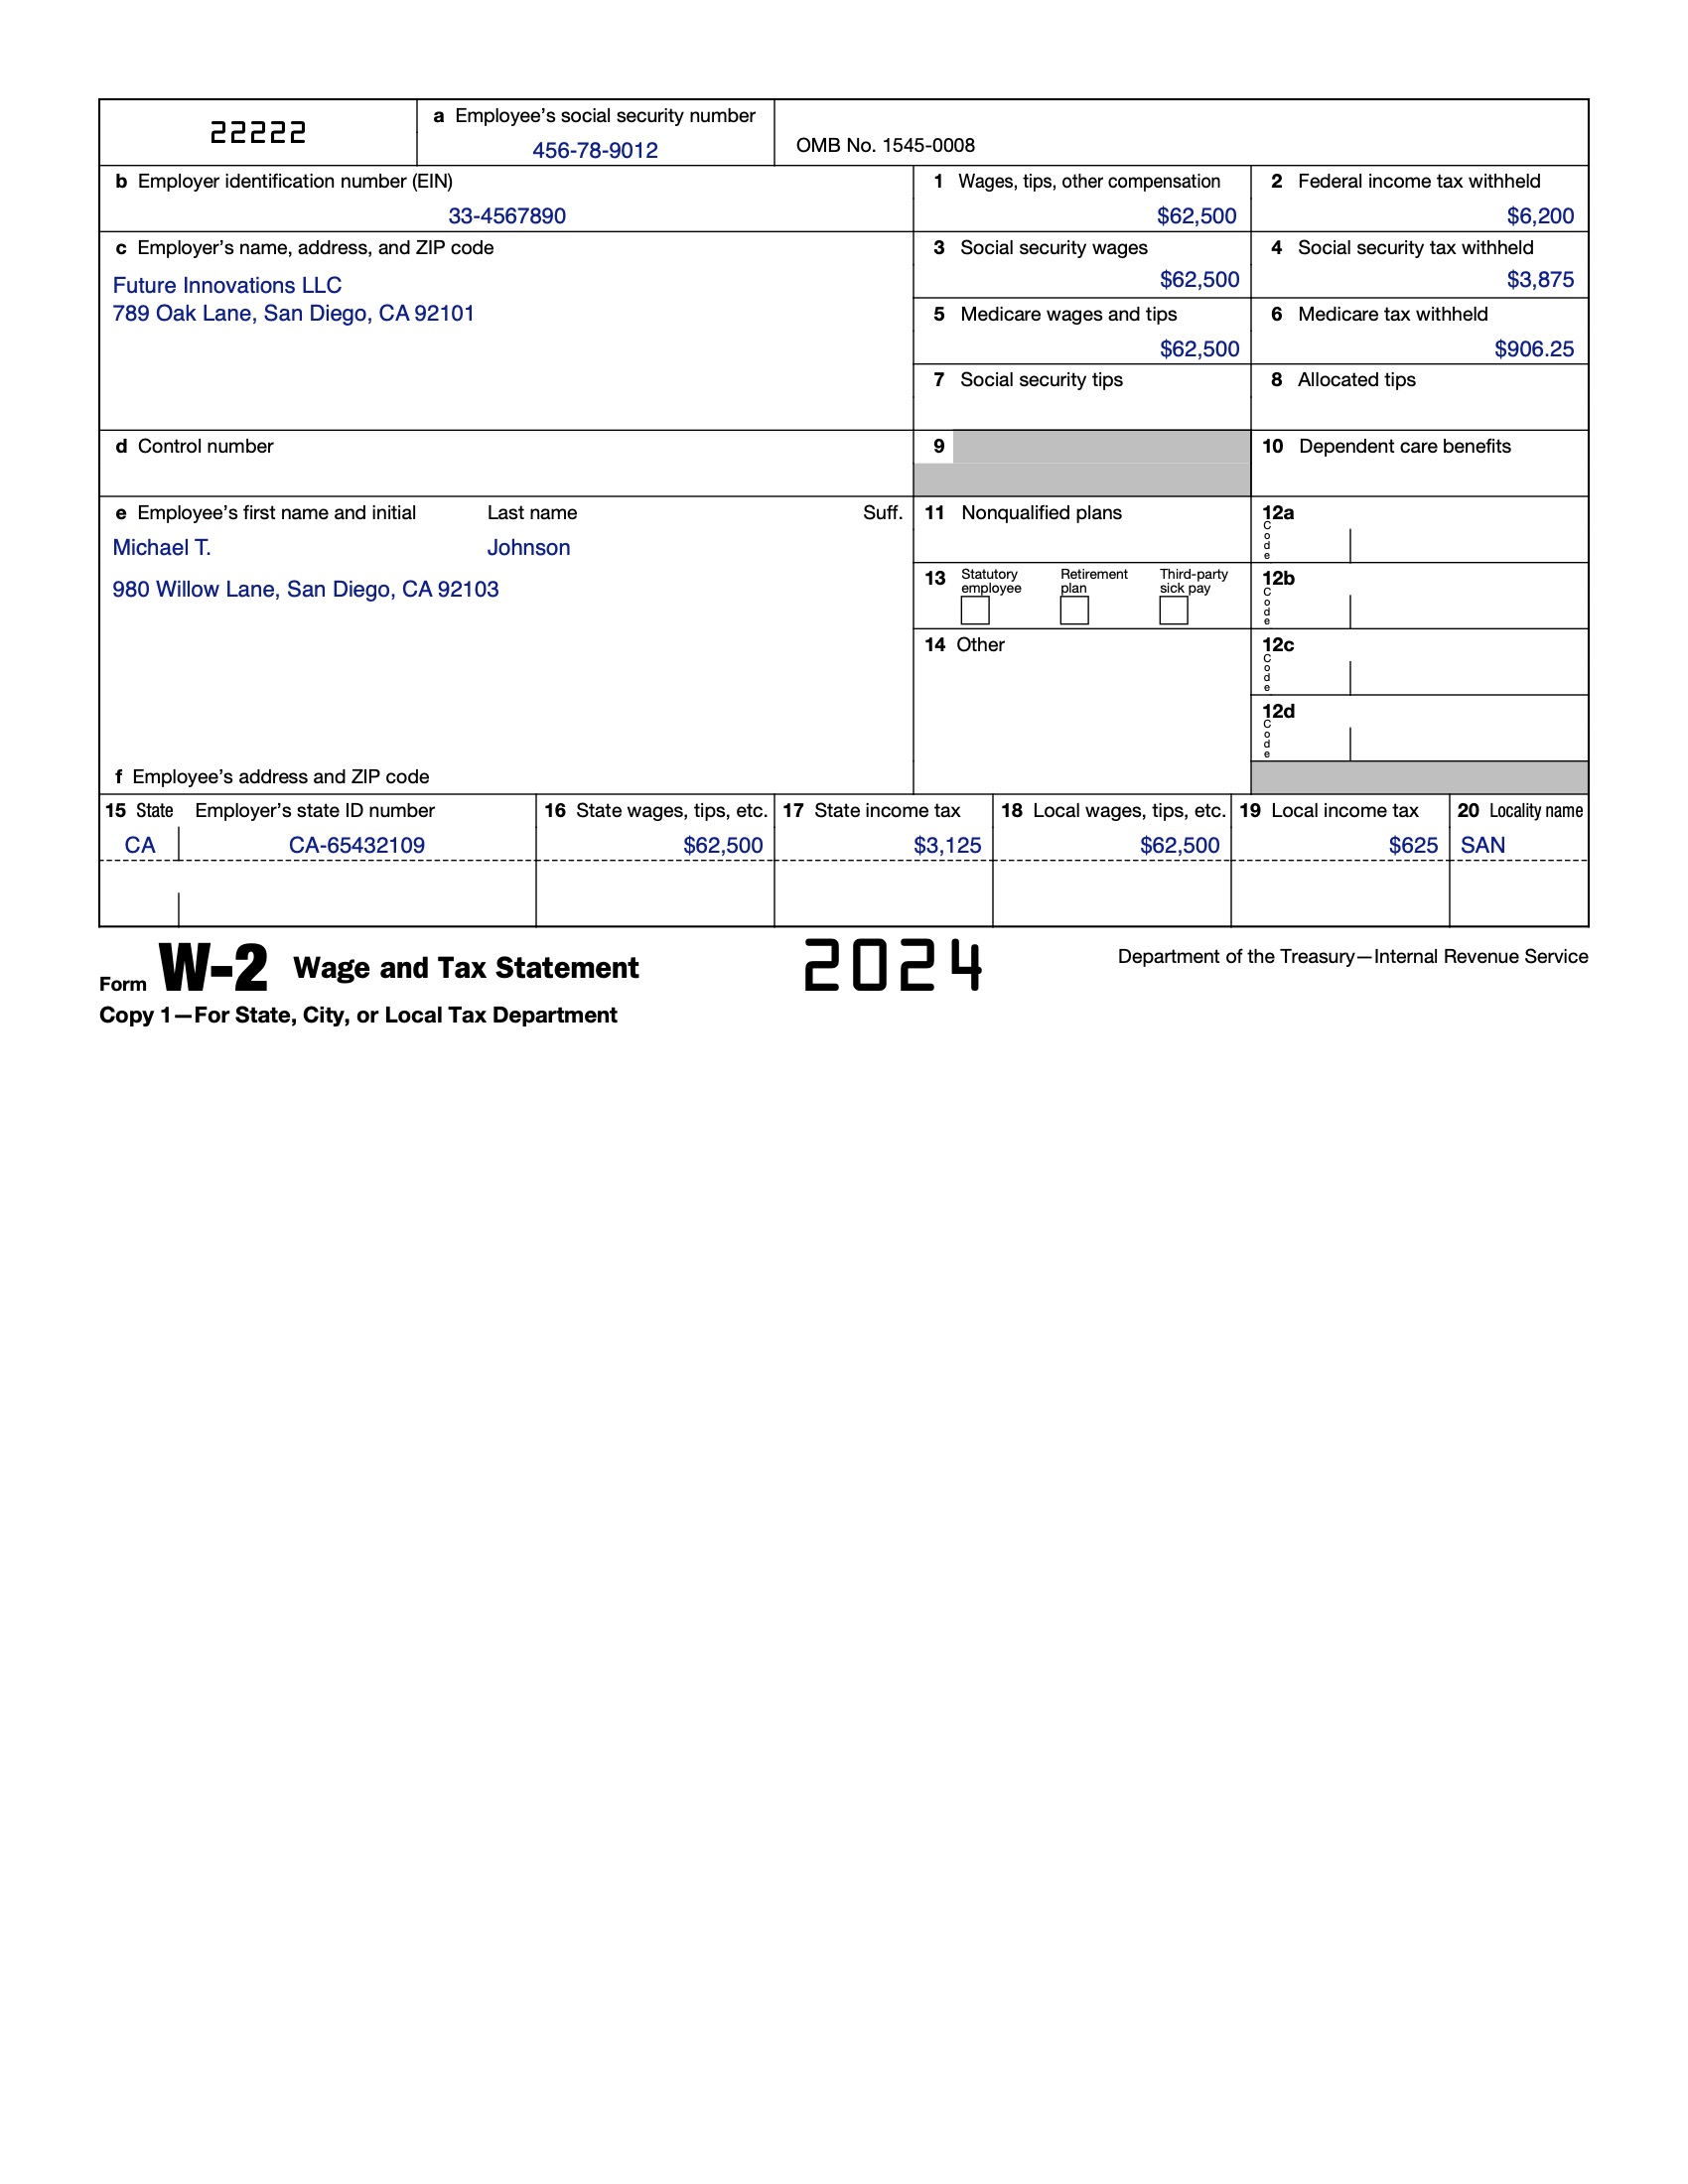 22222
a Employee's social security number
456-78-9012
OMB No. 1545-0008
b Employer identification number (EIN)
33-4567890
1 Wages, tips, other compensation
$62,500
2 Federal income tax withheld
$6,200
c Employer's name, address, and ZIP code
Future Innovations LLC
789 Oak Lane, San Diego, CA 92101
3 Social security wages
$62,500
4 Social security tax withheld
$3,875
5 Medicare wages and tips
$62,500
6 Medicare tax withheld
$906.25
7 Social security tips
8 Allocated tips
d Control number
9
10 Dependent care benefits
e Employee's first name and initial
Last name
Suff.
Michael T.
Johnson
980 Willow Lane, San Diego, CA 92103
11 Nonqualified plans
12a
Code
13
Statutory
employee
Retirement
plan
Third-party
sick pay
12b
Code
14 Other
12c
Code
12d
Code
f Employee's address and ZIP code
15 State
Employer's state ID number
16 State wages, tips, etc.
17 State income tax
18 Local wages, tips, etc.
19 Local income tax
20 Locality name
CA
CA-65432109
$62,500
$3,125
$62,500
$625
SAN
Form W-2 Wage and Tax Statement
2024
Department of the Treasury—Internal Revenue Service
Copy 1—For State, City, or Local Tax Department